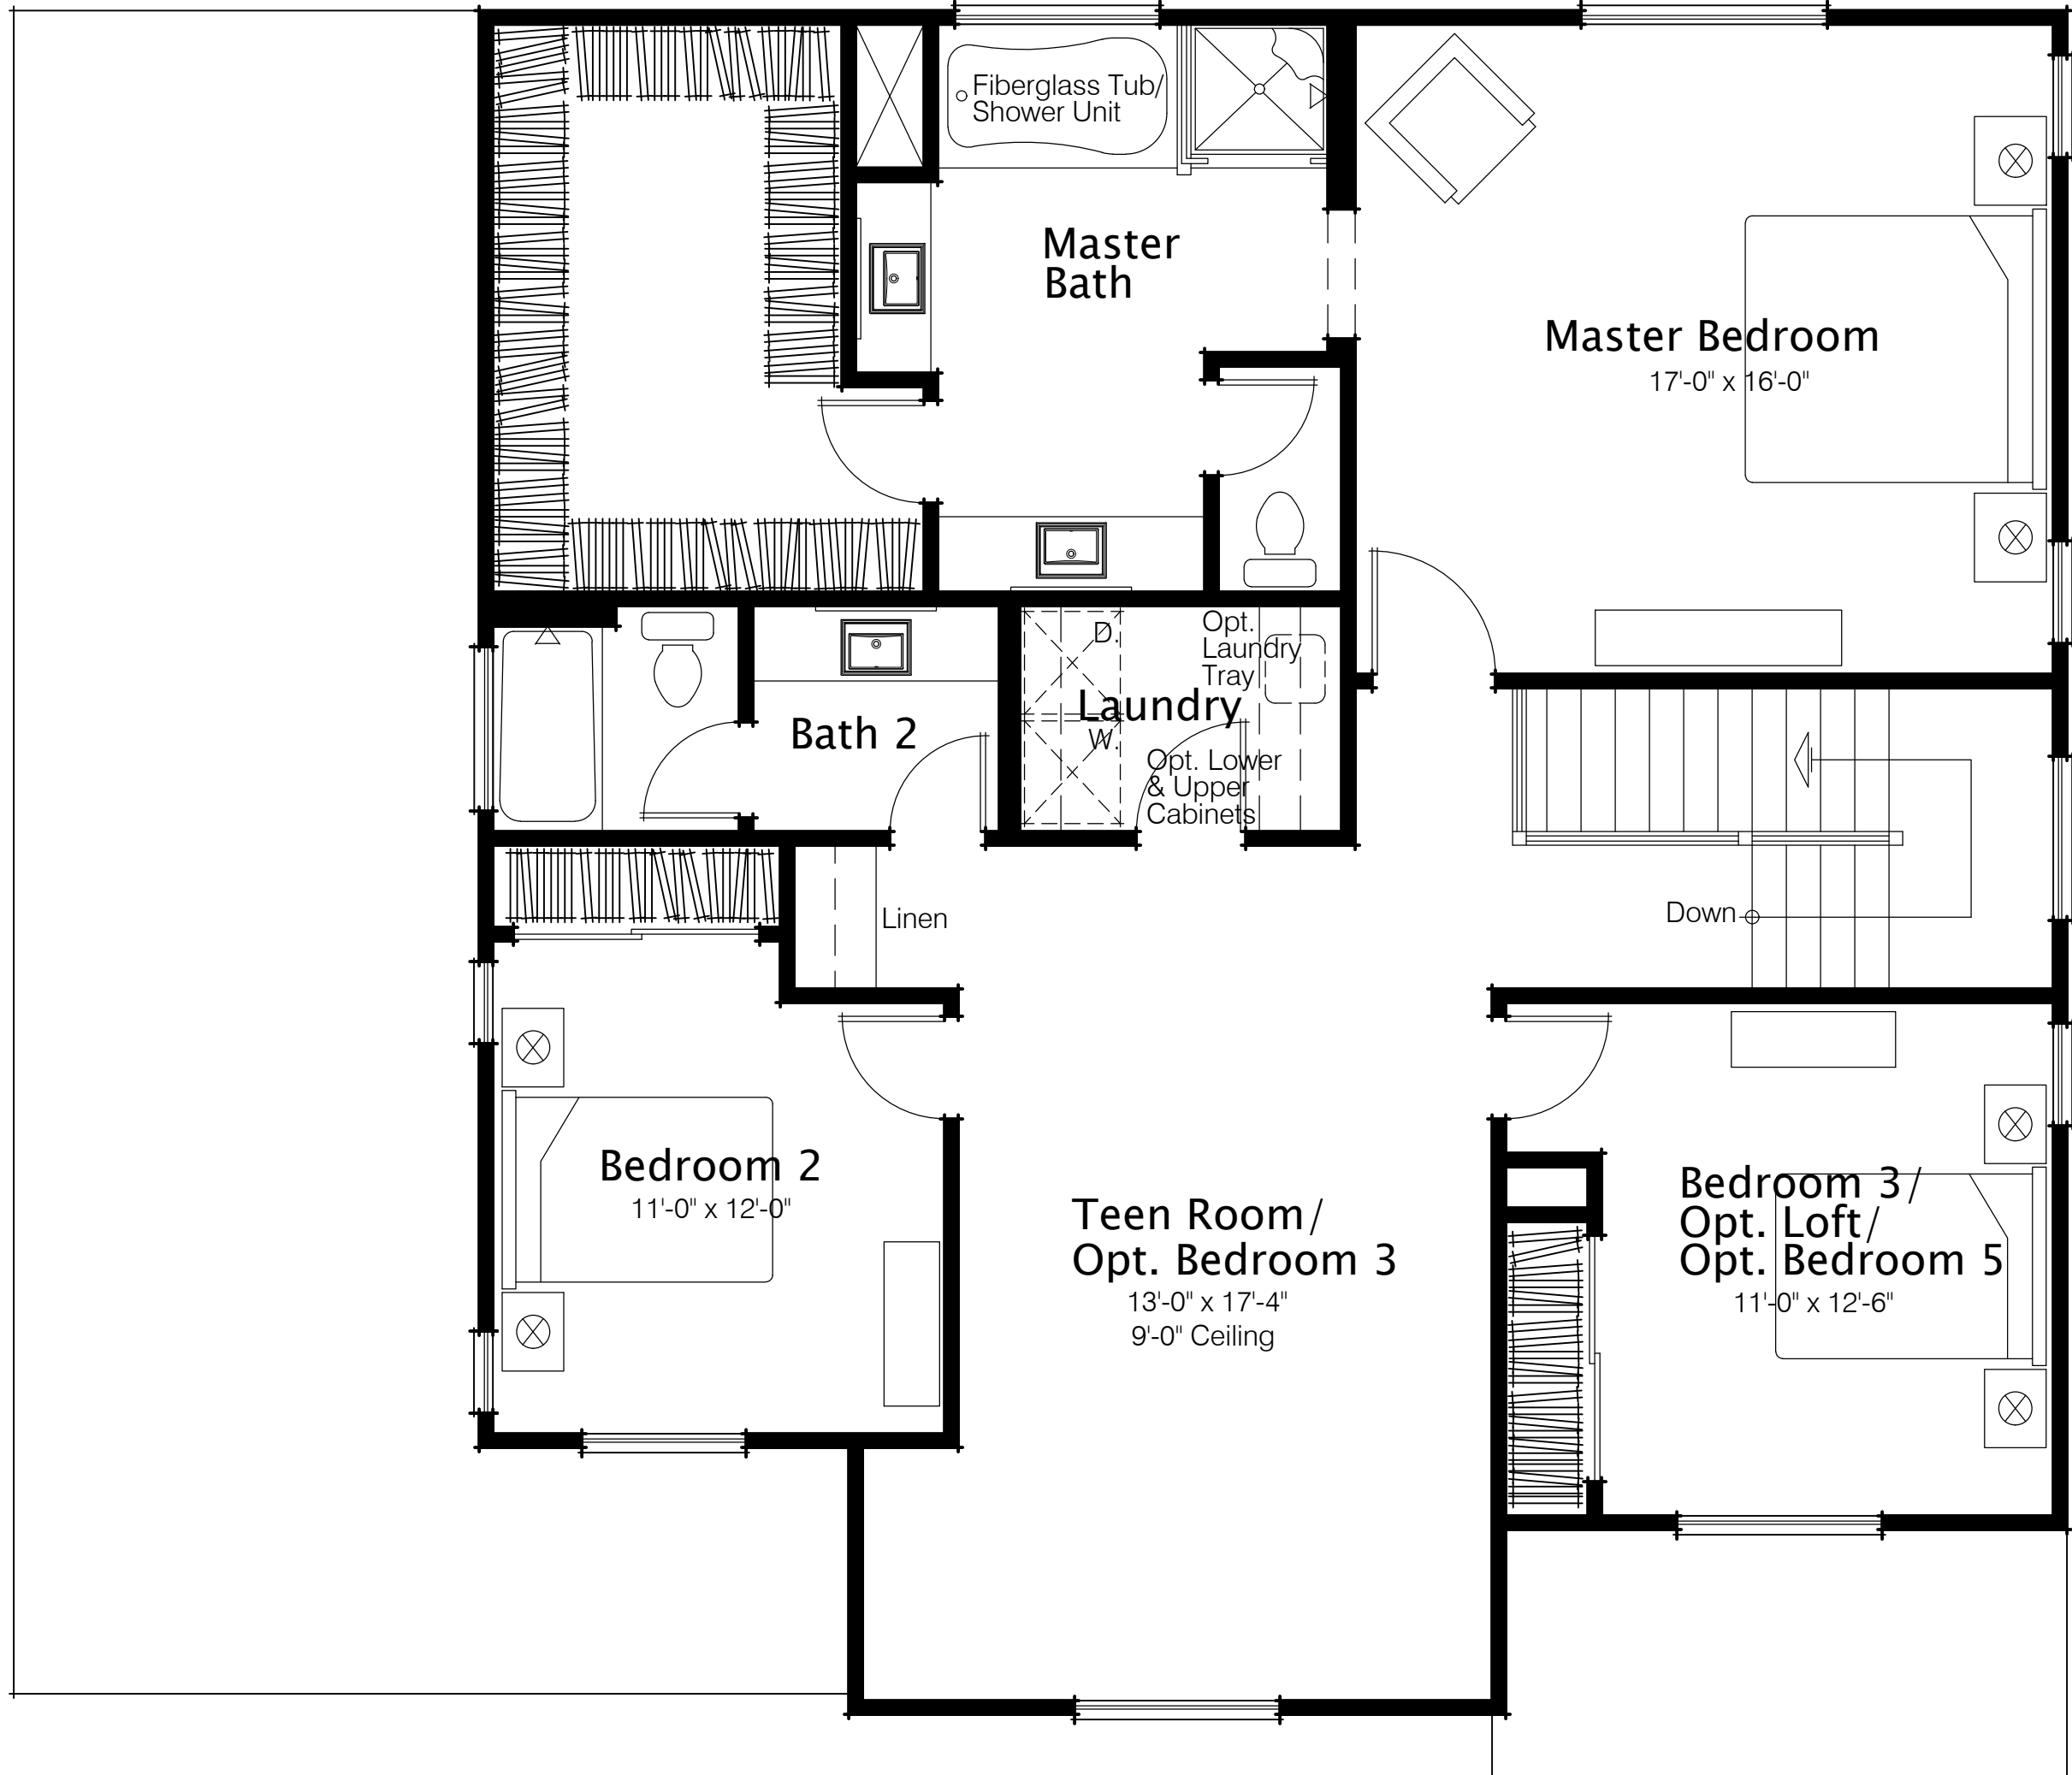 Fiberglass Tub/
Shower Unit
Master
Bath
Master Bedroom
17'-0" x 16'-0"
D.
Opt.
Laundry
Tray
Laundry
W.
Opt. Lower
& Upper
Cabinets
Bath 2
Linen
Down
Bedroom 2
11'-0" x 12'-0"
Teen Room/
Opt. Bedroom 3
13'-0" x 17'-4"
9'-0" Ceiling
Bedroom 3/
Opt. Loft/
Opt. Bedroom 5
11'-0" x 12'-6"